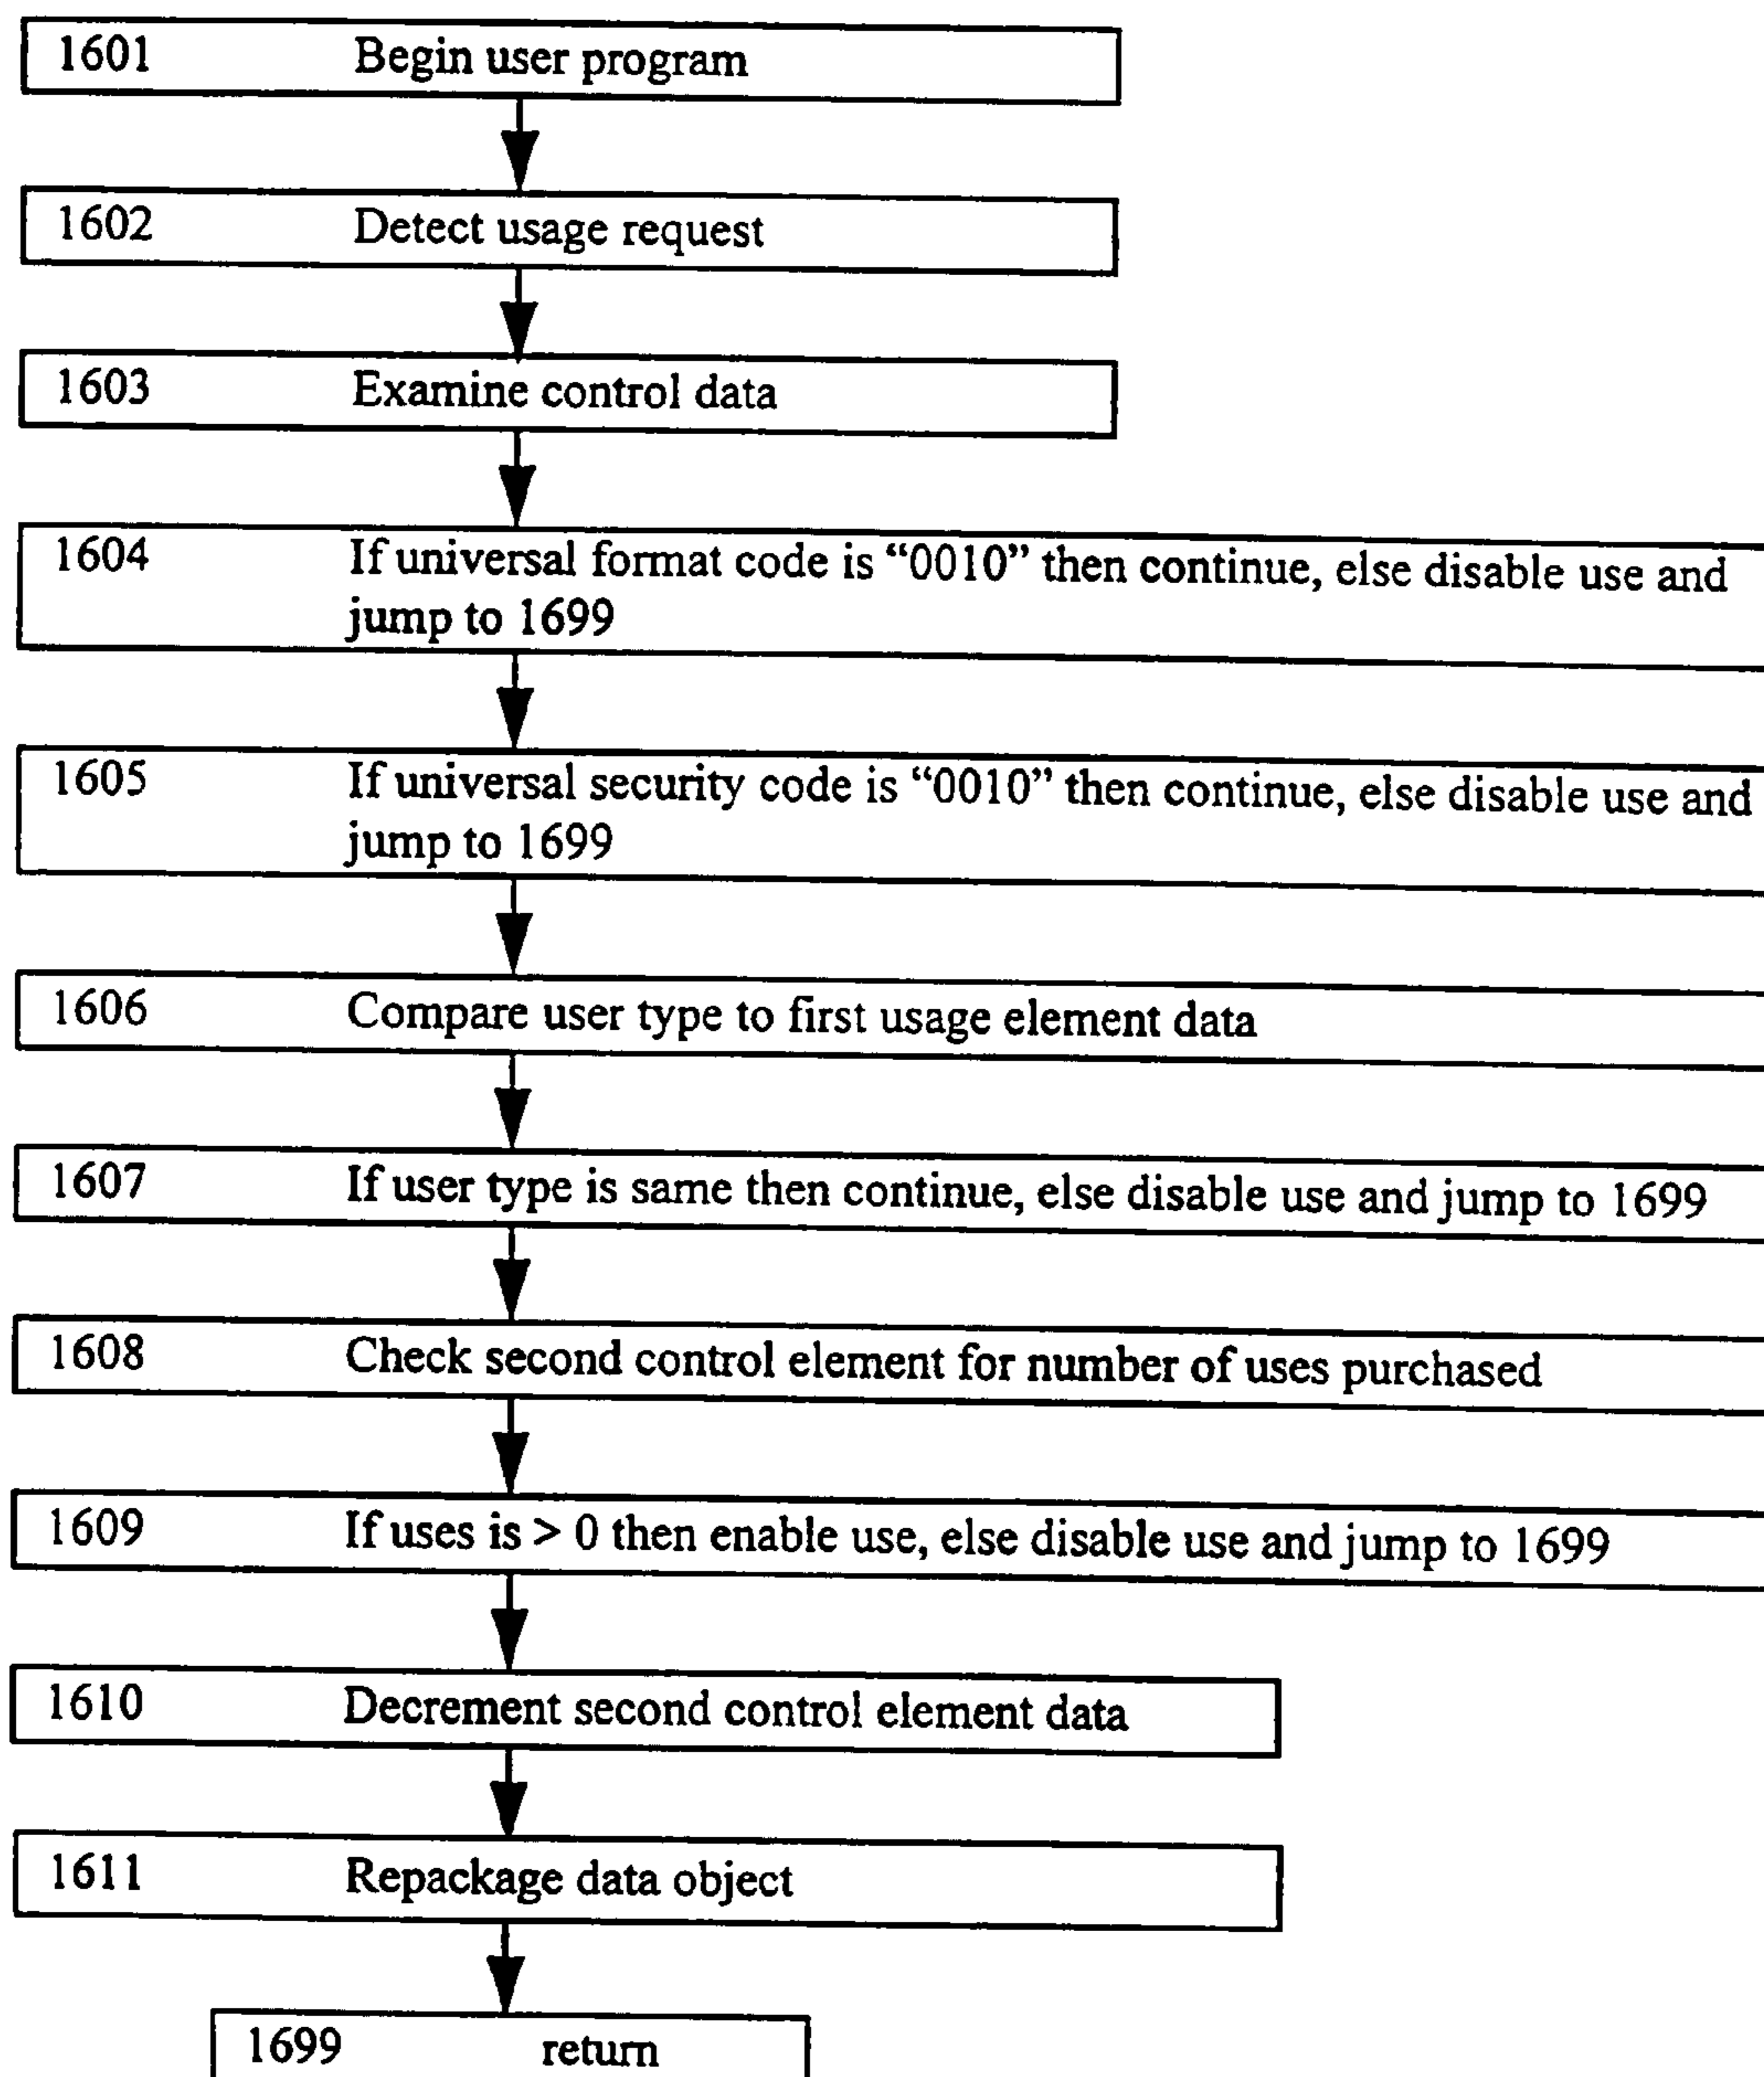 1601 Begin user program
1602 Detect usage request
1603 Examine control data
1604 If universal format code is “0010” then continue, else disable use and
jump to 1699
1605 If universal security code is “0010” then continue, else disable use and
jump to 1699
1606 Compare user type to first usage element data
1607 If user type is same then continue, else disable use and jump to 1699
1608 Check second control element for number of uses purchased
1609 If uses is > 0 then enable use, else disable use and jump to 1699
1610 Decrement second control element data
1611 Repackage data object
1699 return